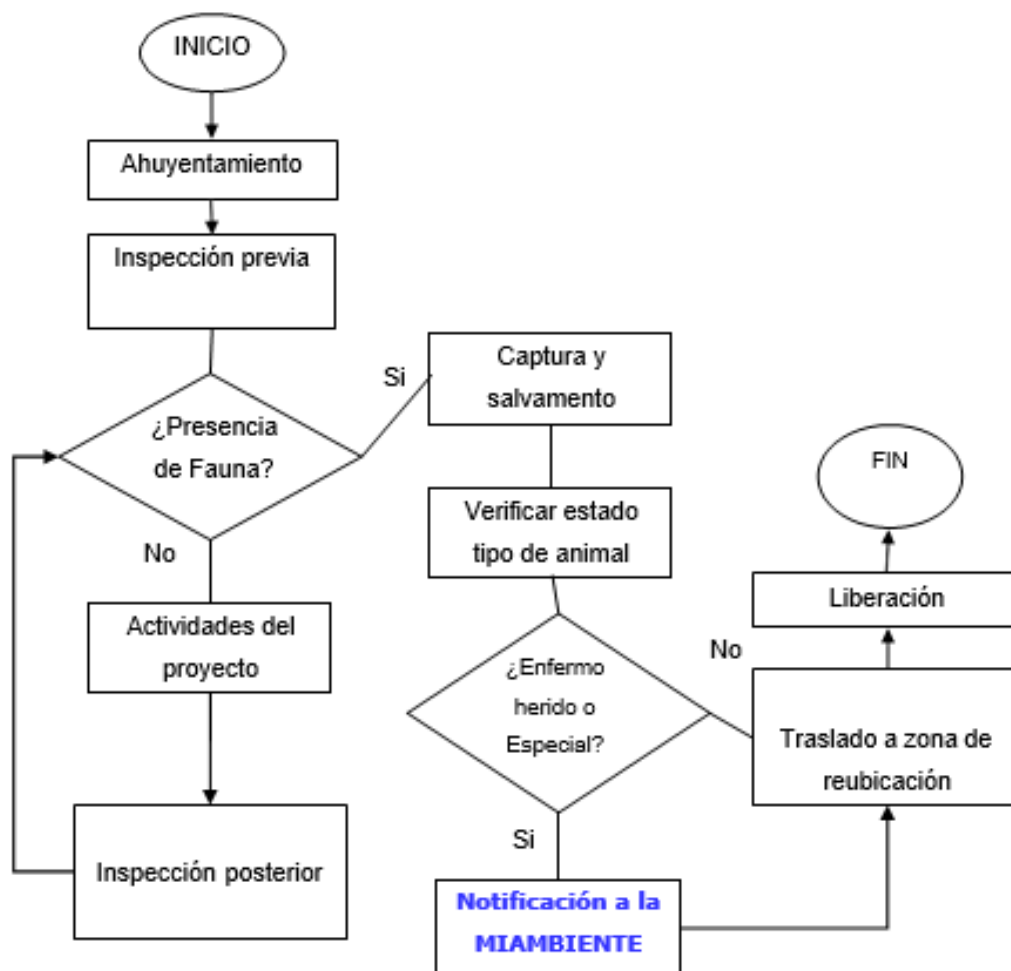 INICIO
Ahuyentamiento
Inspección previa
¿Presencia
de Fauna?
Si
No
Actividades del
proyecto
Inspección posterior
Captura y
salvamento
Verificar estado
tipo de animal
¿Enfermo
herido o
Especial?
Si
No
Notificación a la
MIAMBIENTE
Traslado a zona de
reubicación
Liberación
FIN